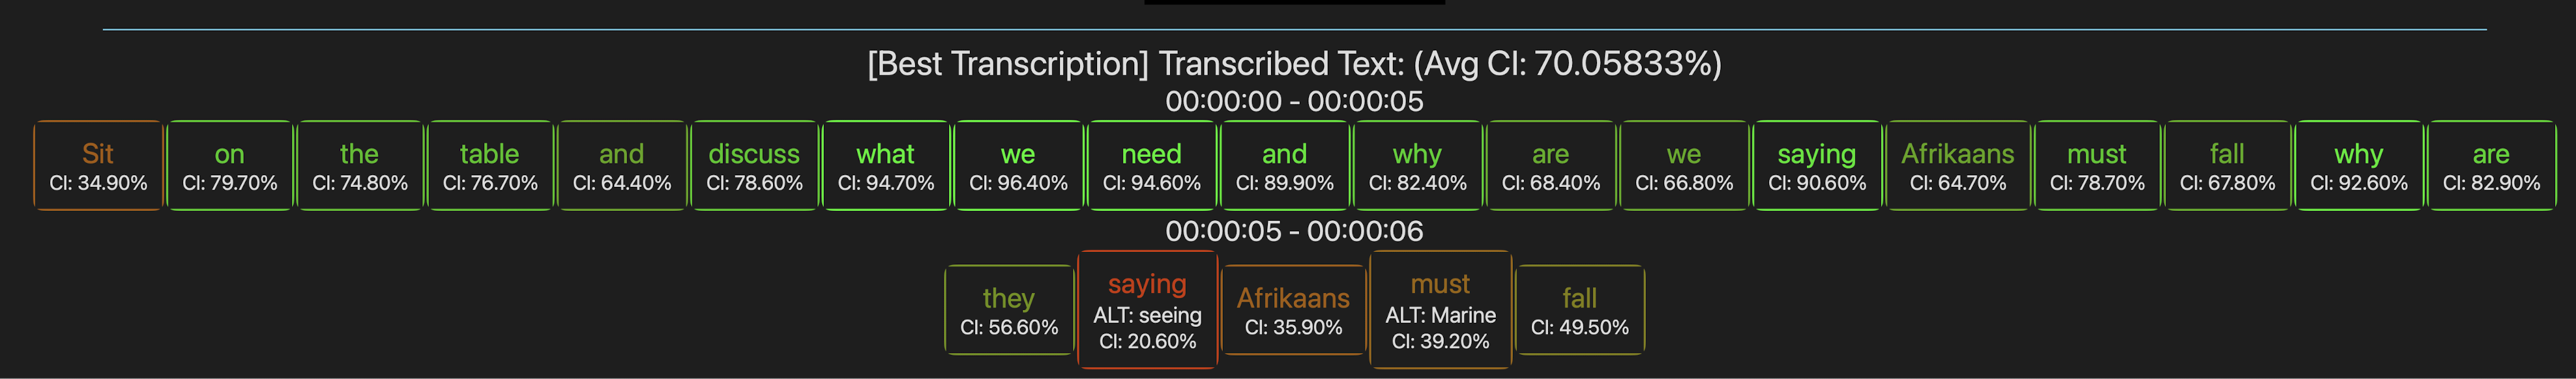 [Best Transcription] Transcribed Text: (Avg CI: 70.05833%)
00:00:00 - 00:00:05
Sit on the table and discuss what we need and why are we saying Afrikaans must fall why are
CI: 34.90% CI: 79.70% CI: 74.80% CI: 76.70% CI: 64.40% CI: 78.60% CI: 94.70% CI: 96.40% CI: 94.60% CI: 89.90% CI: 82.40% CI: 68.40% CI: 66.80% CI: 90.60% CI: 64.70% CI: 78.70% CI: 67.80% CI: 92.60% CI: 82.90%
00:00:05 - 00:00:06
they saying Afrikaans must fall
ALT: seeing ALT: Marine
CI: 56.60% CI: 20.60% CI: 35.90% CI: 39.20% CI: 49.50%